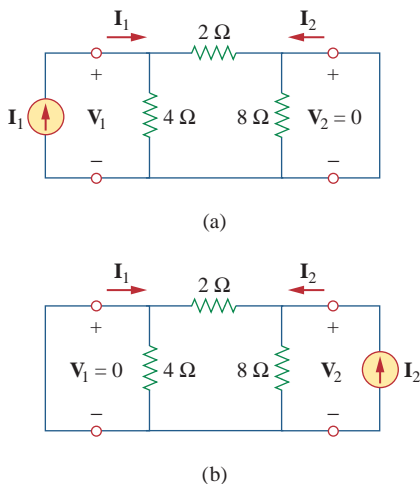 I1 I2
2 Ω
+ +
I1 V1 4 Ω 8 Ω V2 = 0
− −
(a)
I1 I2
2 Ω
+ +
V1 = 0 4 Ω 8 Ω V2 I2
− −
(b)